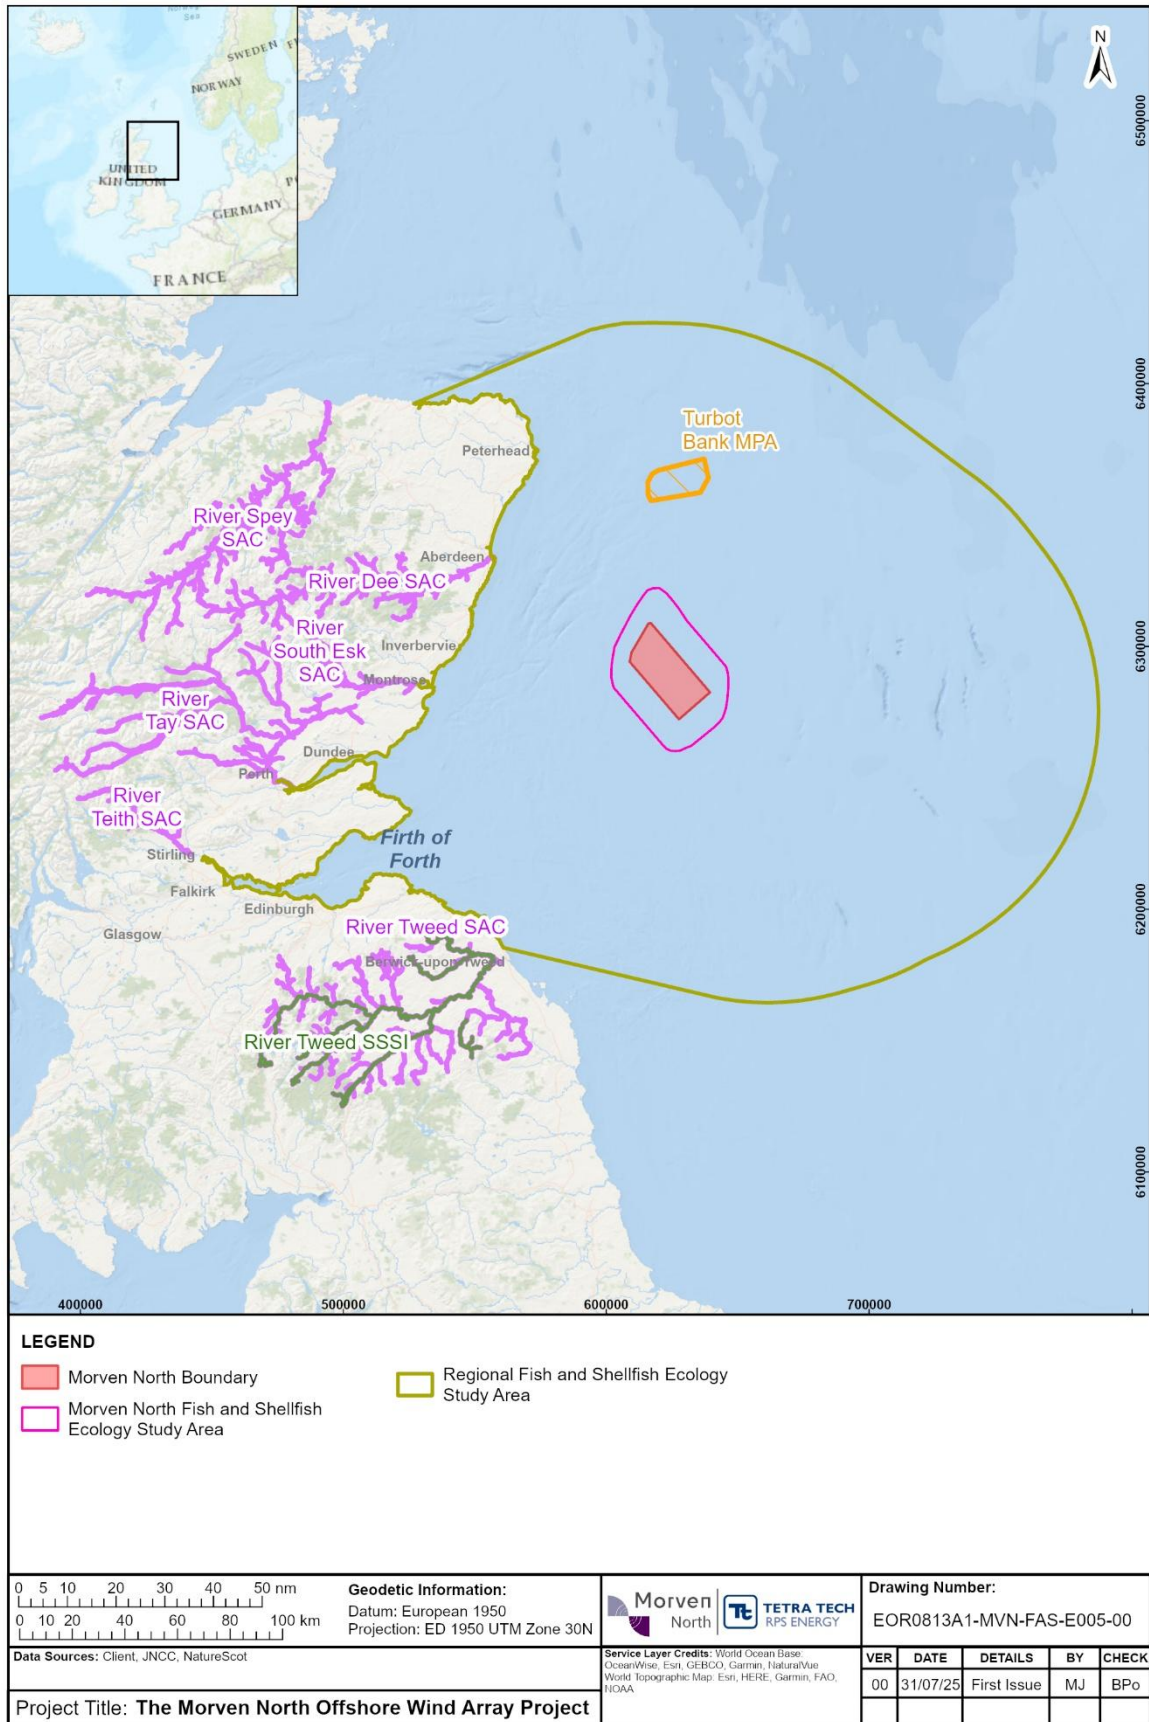 Norwegian
Sea
SWEDEN
NORWAY
UNITED
KINGDOM
GERMANY
FRANCE
N
6500000
6400000
6300000
6200000
6100000
Turbot
Bank MPA
Peterhead
River Spey
SAC
Aberdeen
River Dee SAC
River
South Esk
SAC
Inverbervie
Montrose
River
Tay SAC
Dundee
Perth
River
Teith SAC
Firth of
Forth
Stirling
Falkirk
Edinburgh
Glasgow
River Tweed SAC
Berwick-upon-Tweed
River Tweed SSSI
400000
500000
600000
700000
LEGEND
Morven North Boundary
Morven North Fish and Shellfish
Ecology Study Area
Regional Fish and Shellfish Ecology
Study Area
0 5 10 20 30 40 50 nm
0 10 20 40 60 80 100 km
Geodetic Information:
Datum: European 1950
Projection: ED 1950 UTM Zone 30N
Morven
North
Tt
TETRA TECH
RPS ENERGY
Drawing Number:
EOR0813A1-MVN-FAS-E005-00
Data Sources: Client, JNCC, NatureScot
Service Layer Credits: World Ocean Base:
OceanWise, Esri, GEBCO, Garmin, NaturalVue
World Topographic Map: Esri, HERE, Garmin, FAO,
NOAA
VER DATE DETAILS BY CHECK
00 31/07/25 First Issue MJ BPo
Project Title: The Morven North Offshore Wind Array Project